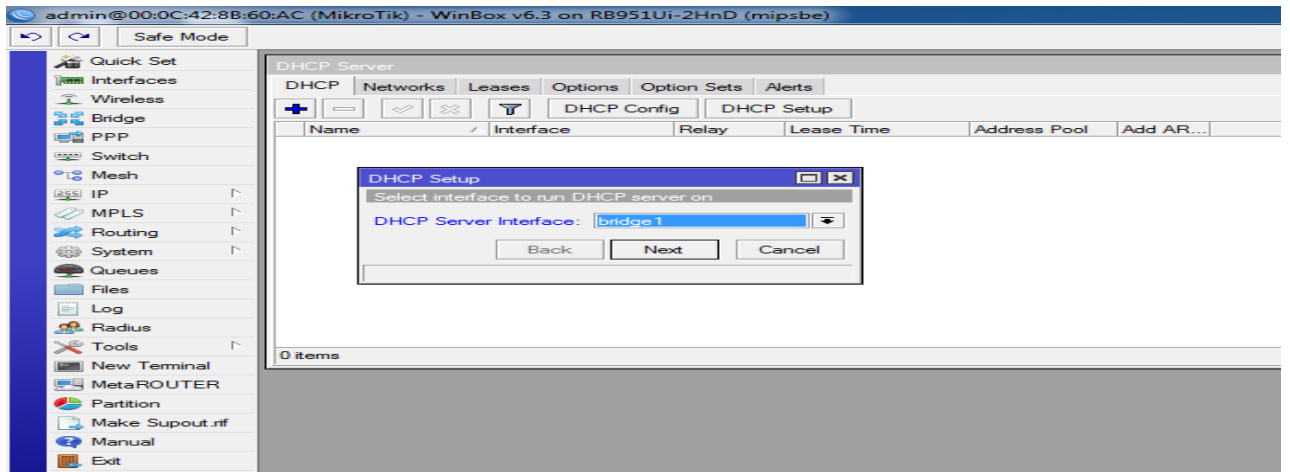 admin@00:0C:42:8B:60:AC (MikroTik) - WinBox v6.3 on RB951Ui-2HnD (mipsbe)
Safe Mode
Quick Set
Interfaces
Wireless
Bridge
PPP
Switch
Mesh
IP
MPLS
Routing
System
Queues
Files
Log
Radius
Tools
New Terminal
MetaROUTER
Partition
Make Supout.rif
Manual
Exit
DHCP Server
DHCP Networks Leases Options Option Sets Alerts
DHCP Config DHCP Setup
Name Interface Relay Lease Time Address Pool Add AR...
DHCP Setup
Select interface to run DHCP server on
DHCP Server Interface: bridge1
Back Next Cancel
0 items